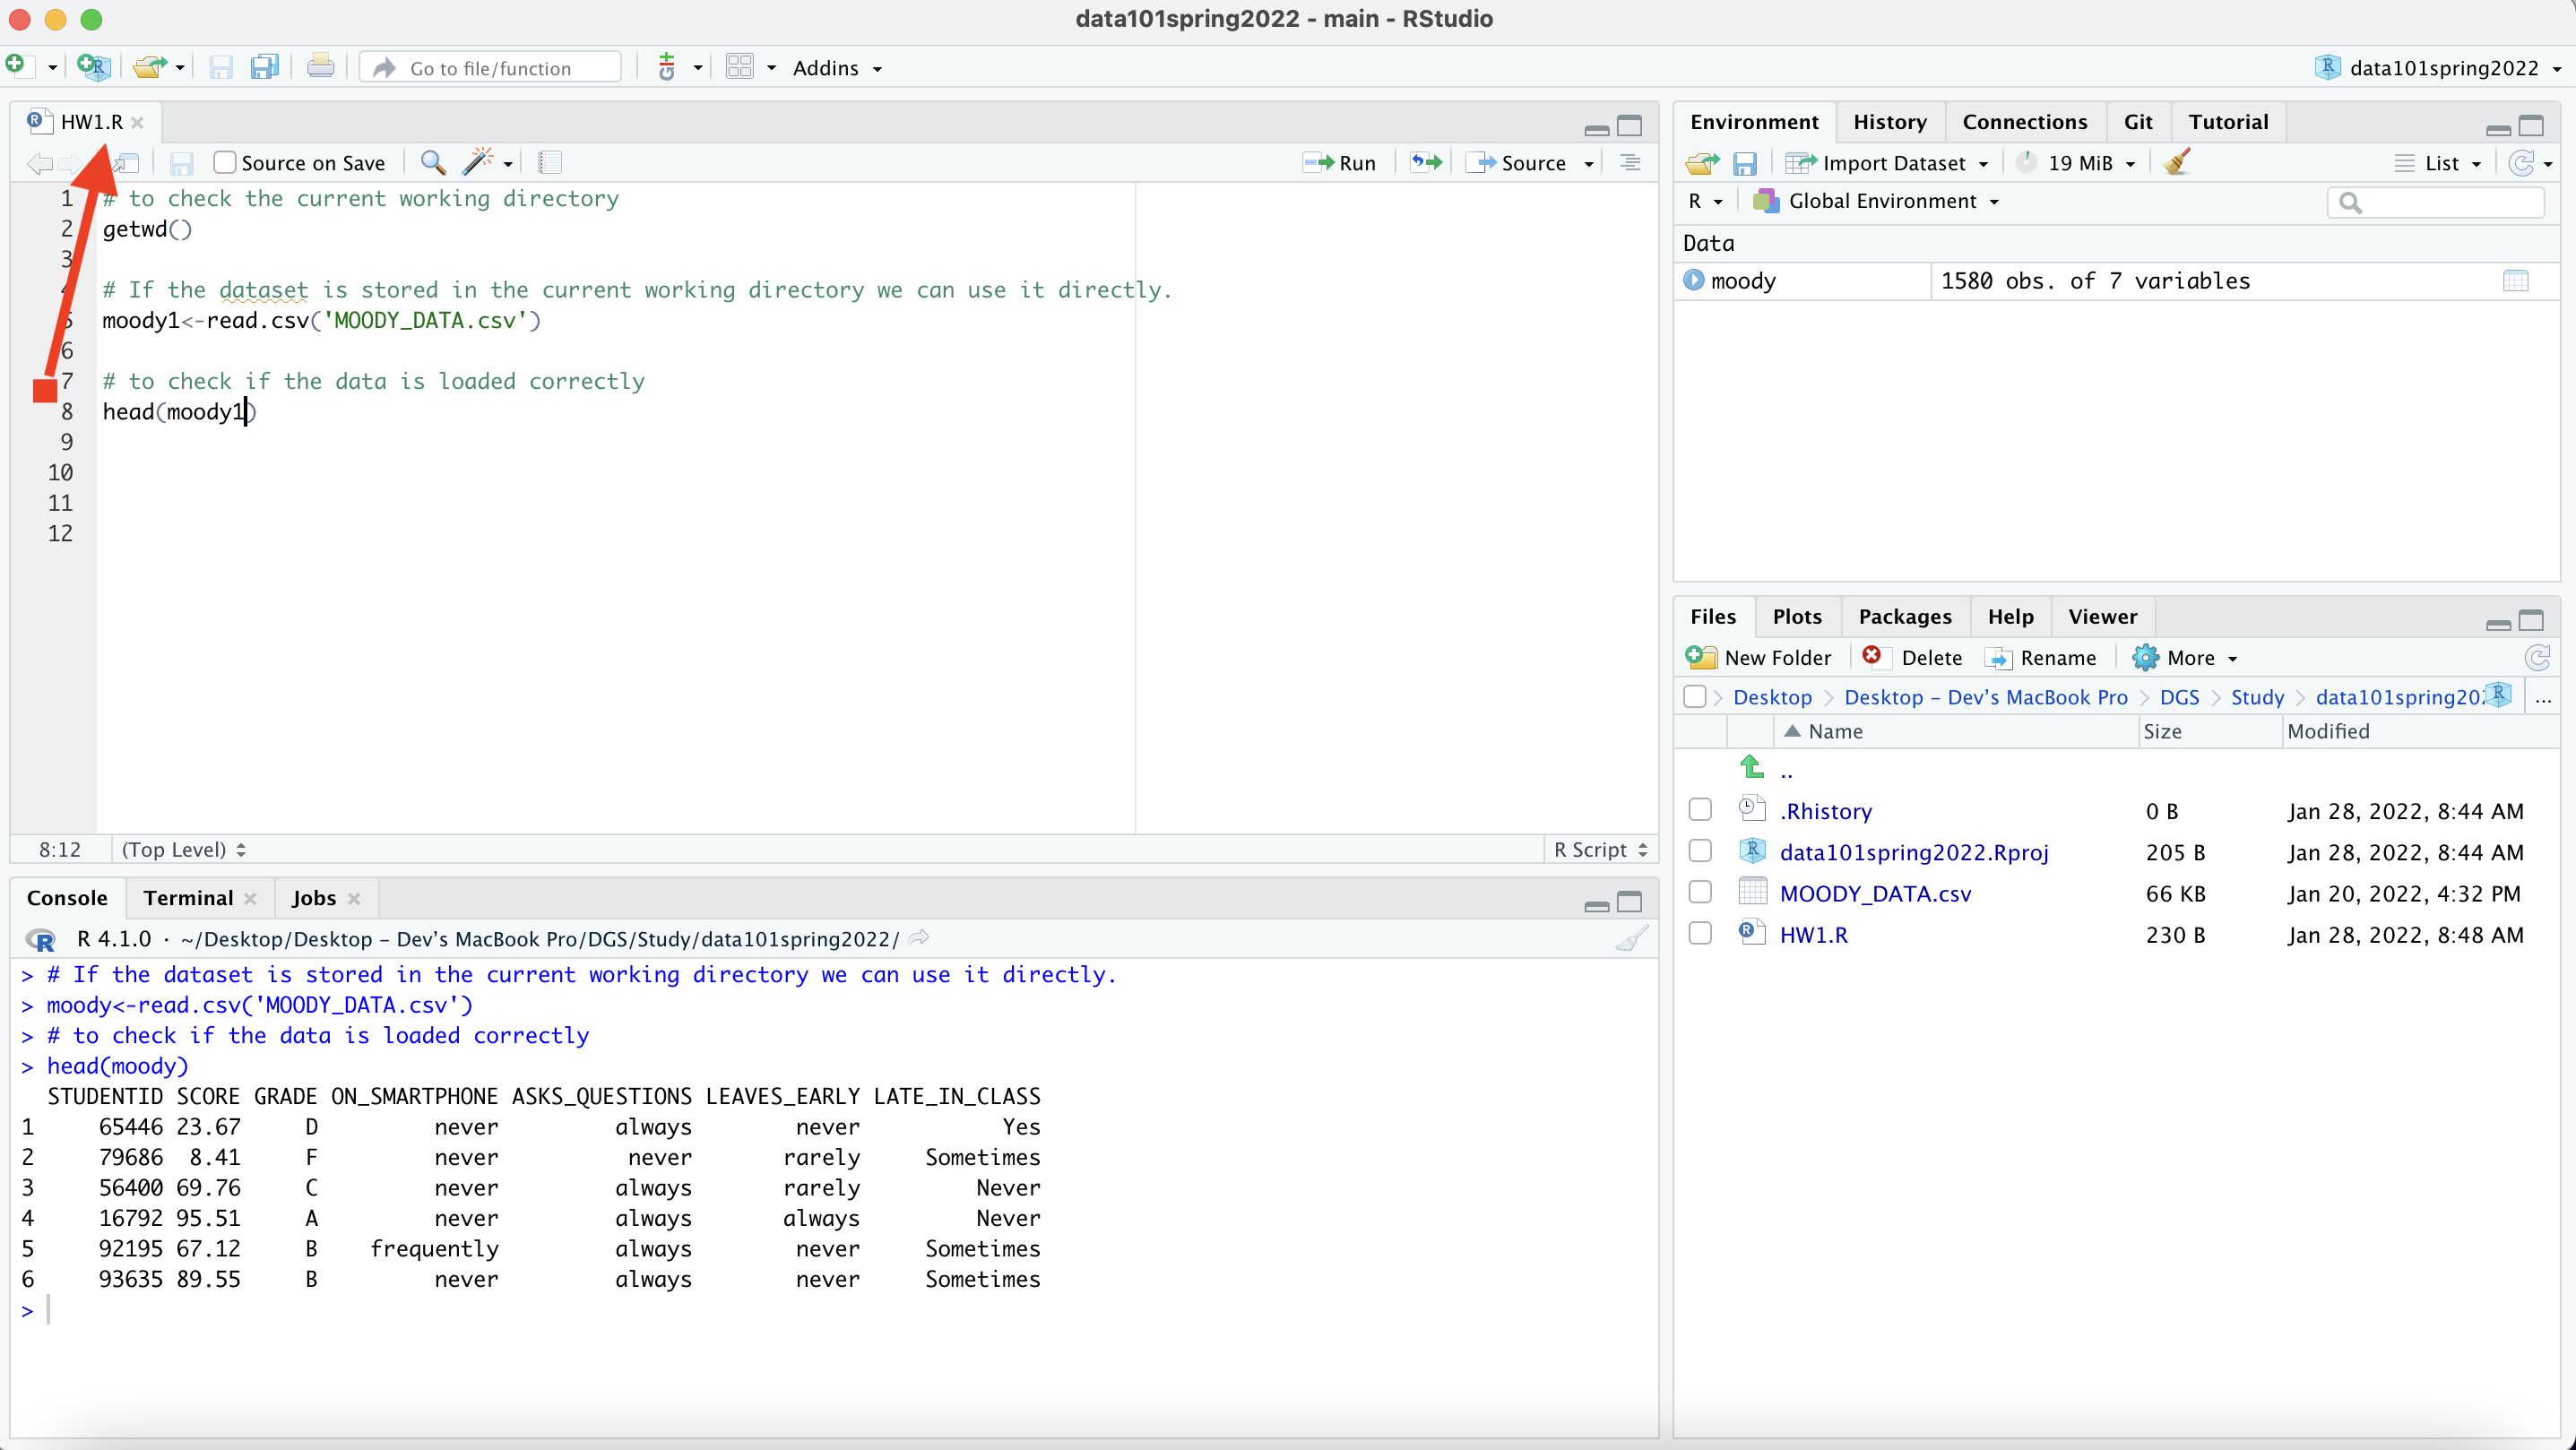 data101spring2022 - main - RStudio
Go to file/function
Addins
data101spring2022
HW1.R
Source on Save
Run
Source
1 # to check the current working directory
2 getwd()
3
4 # If the dataset is stored in the current working directory we can use it directly.
5 moody1<-read.csv('MOODY_DATA.csv')
6
7 # to check if the data is loaded correctly
8 head(moody1)
9
10
11
12
8:12 (Top Level) R Script
Console Terminal Jobs
R 4.1.0 · ~/Desktop/Desktop – Dev’s MacBook Pro/DGS/Study/data101spring2022/
> # If the dataset is stored in the current working directory we can use it directly.
> moody<-read.csv('MOODY_DATA.csv')
> # to check if the data is loaded correctly
> head(moody)
STUDENTID SCORE GRADE ON_SMARTPHONE ASKS_QUESTIONS LEAVES_EARLY LATE_IN_CLASS
1 65446 23.67 D never always never Yes
2 79686 8.41 F never never rarely Sometimes
3 56400 69.76 C never always rarely Never
4 16792 95.51 A never always always Never
5 92195 67.12 B frequently always never Sometimes
6 93635 89.55 B never always never Sometimes
>
Environment History Connections Git Tutorial
Import Dataset 19 MiB List
R Global Environment
Data
moody 1580 obs. of 7 variables
Files Plots Packages Help Viewer
New Folder Delete Rename More
Desktop Desktop – Dev’s MacBook Pro DGS Study data101spring202 ...
Name Size Modified
..
.Rhistory 0 B Jan 28, 2022, 8:44 AM
data101spring2022.Rproj 205 B Jan 28, 2022, 8:44 AM
MOODY_DATA.csv 66 KB Jan 20, 2022, 4:32 PM
HW1.R 230 B Jan 28, 2022, 8:48 AM